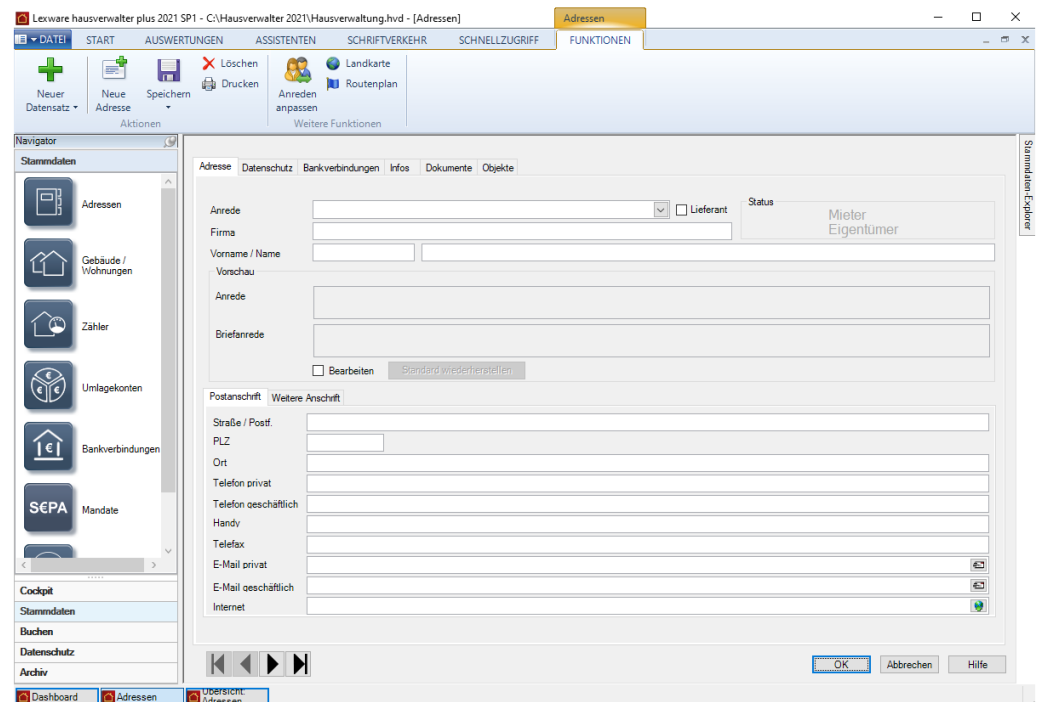 Lexware hausverwalter plus 2021 SP1 - C:\Hausverwalter 2021\Hausverwaltung.hvd - [Adressen]
Adressen
DATEI START AUSWERTUNGEN ASSISTENTEN SCHRIFTVERKEHR SCHNELLZUGRIFF FUNKTIONEN
Neuer Datensatz
Neue Adresse
Speichern
Löschen
Drucken
Anreden anpassen
Landkarte
Routenplan
Aktionen
Weitere Funktionen
Navigator
Stammdaten
Adressen
Gebäude /
Wohnungen
Zähler
Umlagekonten
Bankverbindungen
S€PA
Mandate
Cockpit
Stammdaten
Buchen
Datenschutz
Archiv
Adresse Datenschutz Bankverbindungen Infos Dokumente Objekte
Anrede
Lieferant
Status
Mieter
Eigentümer
Firma
Vorname / Name
Vorschau
Anrede
Briefanrede
Bearbeiten
Standard wiederherstellen
Postanschrift Weitere Anschrift
Straße / Postf.
PLZ
Ort
Telefon privat
Telefon geschäftlich
Handy
Telefax
E-Mail privat
E-Mail geschäftlich
Internet
OK Abbrechen Hilfe
Stammdaten-Explorer
Dashboard
Adressen
Übersicht:
Adressen